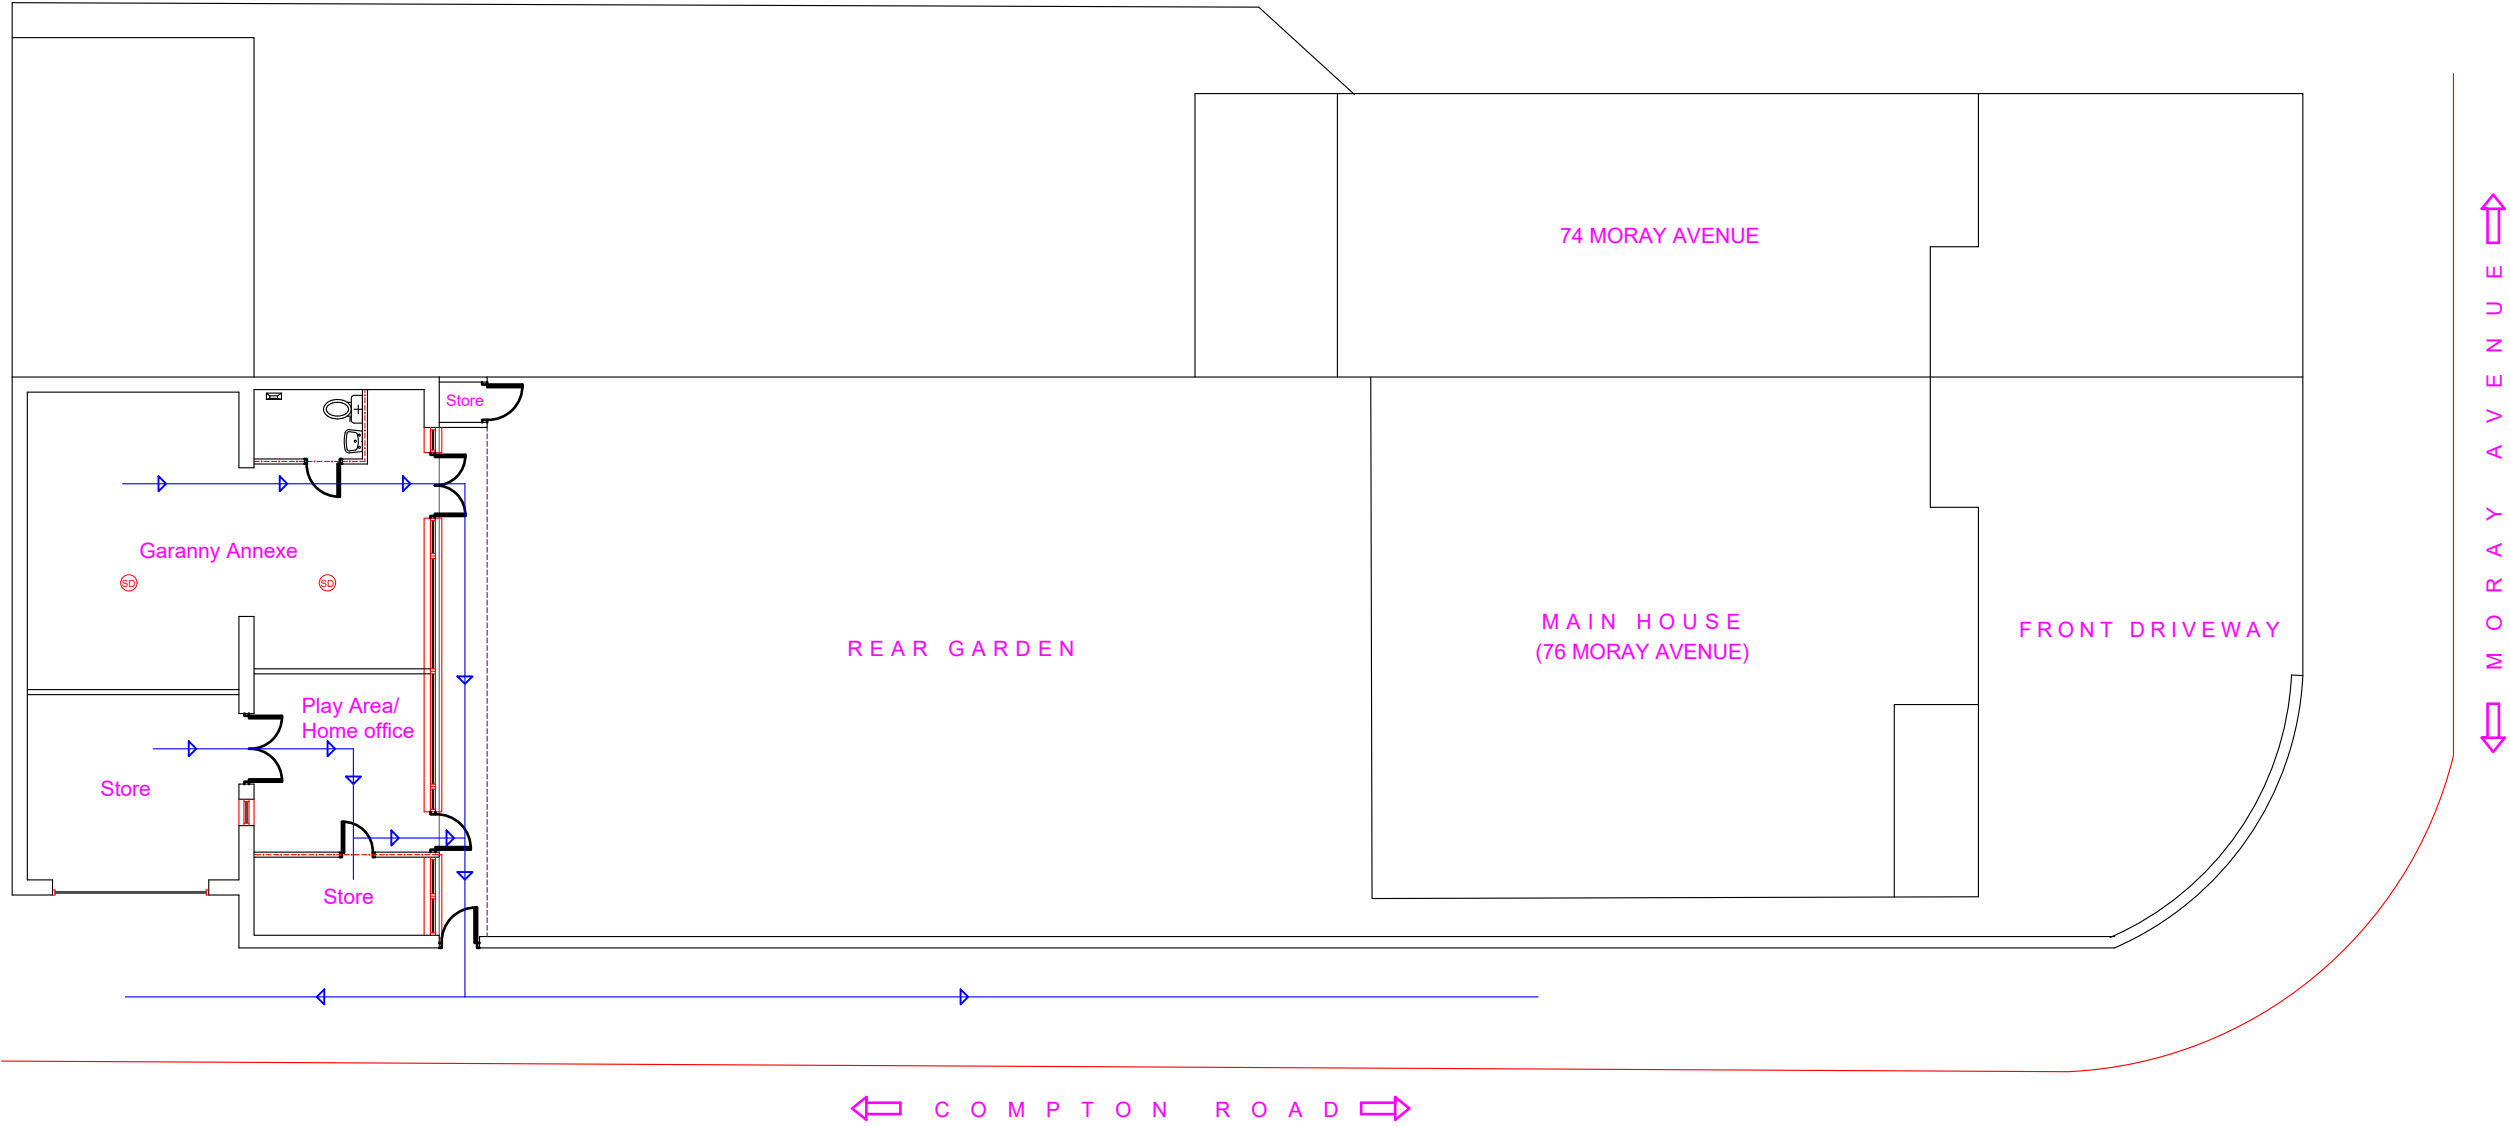 74 MORAY AVENUE
Store
Garanny Annexe
SD
SD
MAIN HOUSE
(76 MORAY AVENUE)
FRONT DRIVEWAY
REAR GARDEN
Play Area/
Home office
Store
Store
MORAY AVENUE
COMPTON ROAD